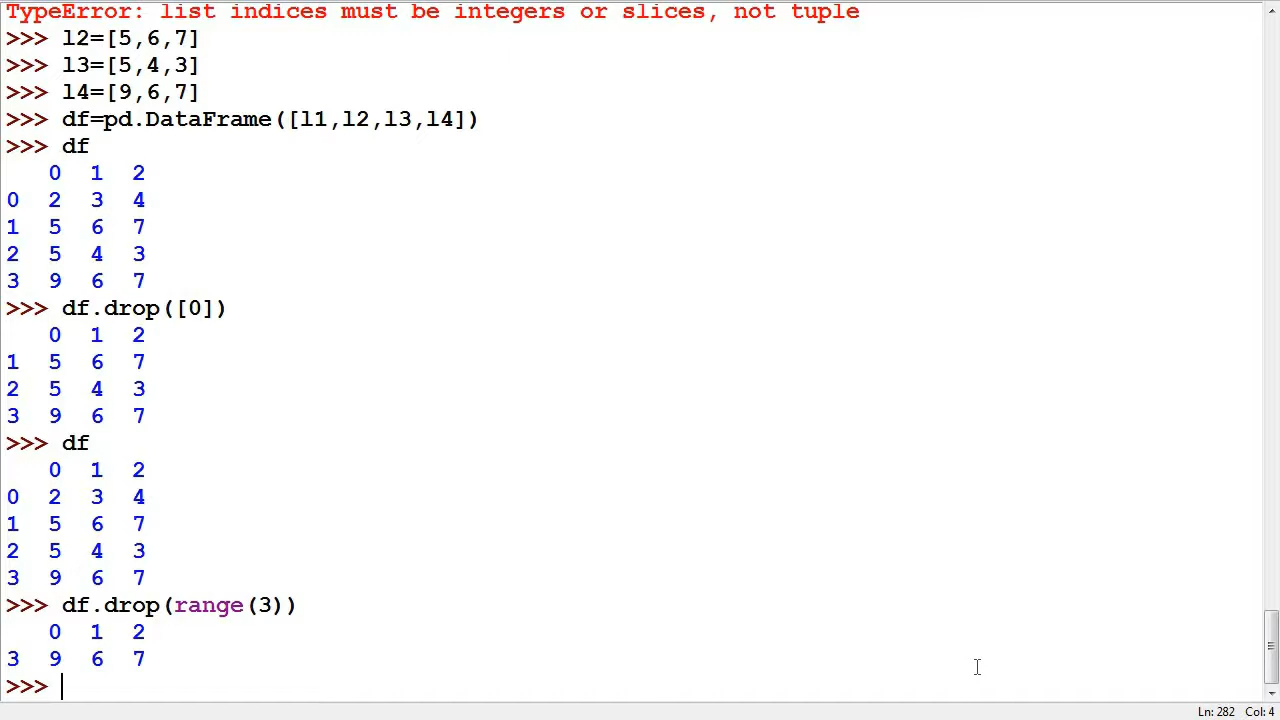 TypeError: list indices must be integers or slices, not tuple
>>> l2=[5,6,7]
>>> l3=[5,4,3]
>>> l4=[9,6,7]
>>> df=pd.DataFrame([l1,l2,l3,l4])
>>> df
   0  1  2
0  2  3  4
1  5  6  7
2  5  4  3
3  9  6  7
>>> df.drop([0])
   0  1  2
1  5  6  7
2  5  4  3
3  9  6  7
>>> df
   0  1  2
0  2  3  4
1  5  6  7
2  5  4  3
3  9  6  7
>>> df.drop(range(3))
   0  1  2
3  9  6  7
>>>
Ln: 282 Col: 4